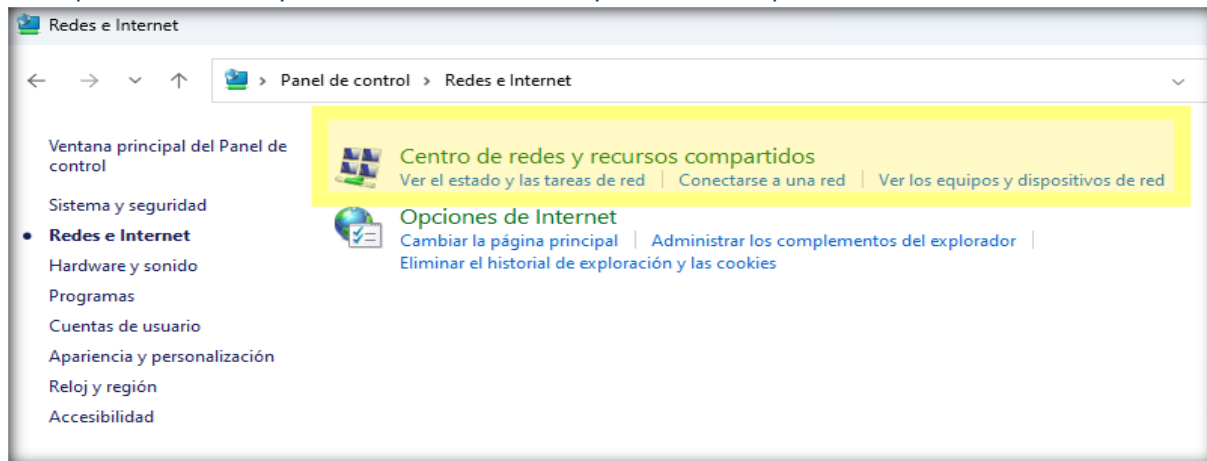 Redes e Internet
Panel de control > Redes e Internet
Ventana principal del Panel de
control
Sistema y seguridad
Redes e Internet
Hardware y sonido
Programas
Cuentas de usuario
Apariencia y personalización
Reloj y región
Accesibilidad
Centro de redes y recursos compartidos
Ver el estado y las tareas de red | Conectarse a una red | Ver los equipos y dispositivos de red
Opciones de Internet
Cambiar la página principal | Administrar los complementos del explorador |
Eliminar el historial de exploración y las cookies